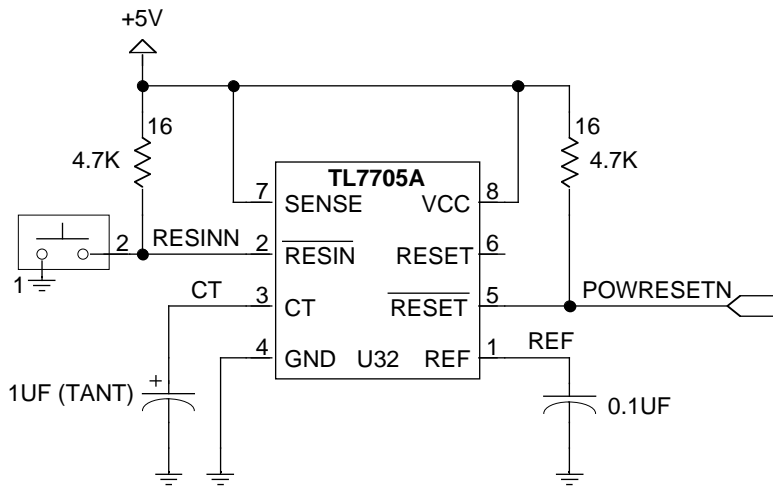 +5V
16
4.7K
16
4.7K
TL7705A
7
SENSE
VCC
8
2
RESINN
2
RESIN
RESET
6
1
CT
3
CT
RESET
5
POWRESETN
4
GND
U32
REF
1
REF
+
1UF (TANT)
0.1UF